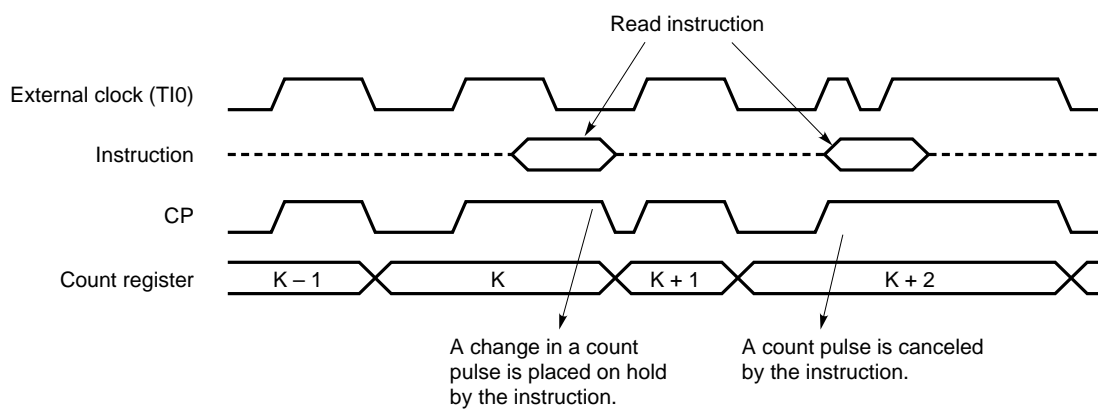 Read instruction
External clock (TI0)
Instruction
CP
Count register
K – 1
K
K + 1
K + 2
A change in a count
pulse is placed on hold
by the instruction.
A count pulse is canceled
by the instruction.